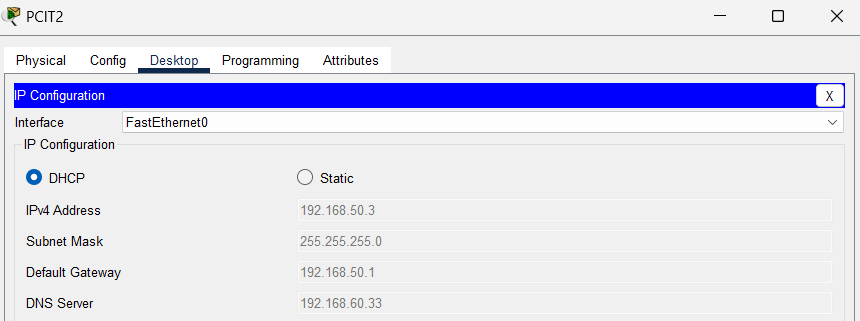 PCIT2
Physical Config Desktop Programming Attributes
IP Configuration X
Interface FastEthernet0
IP Configuration
DHCP Static
IPv4 Address 192.168.50.3
Subnet Mask 255.255.255.0
Default Gateway 192.168.50.1
DNS Server 192.168.60.33